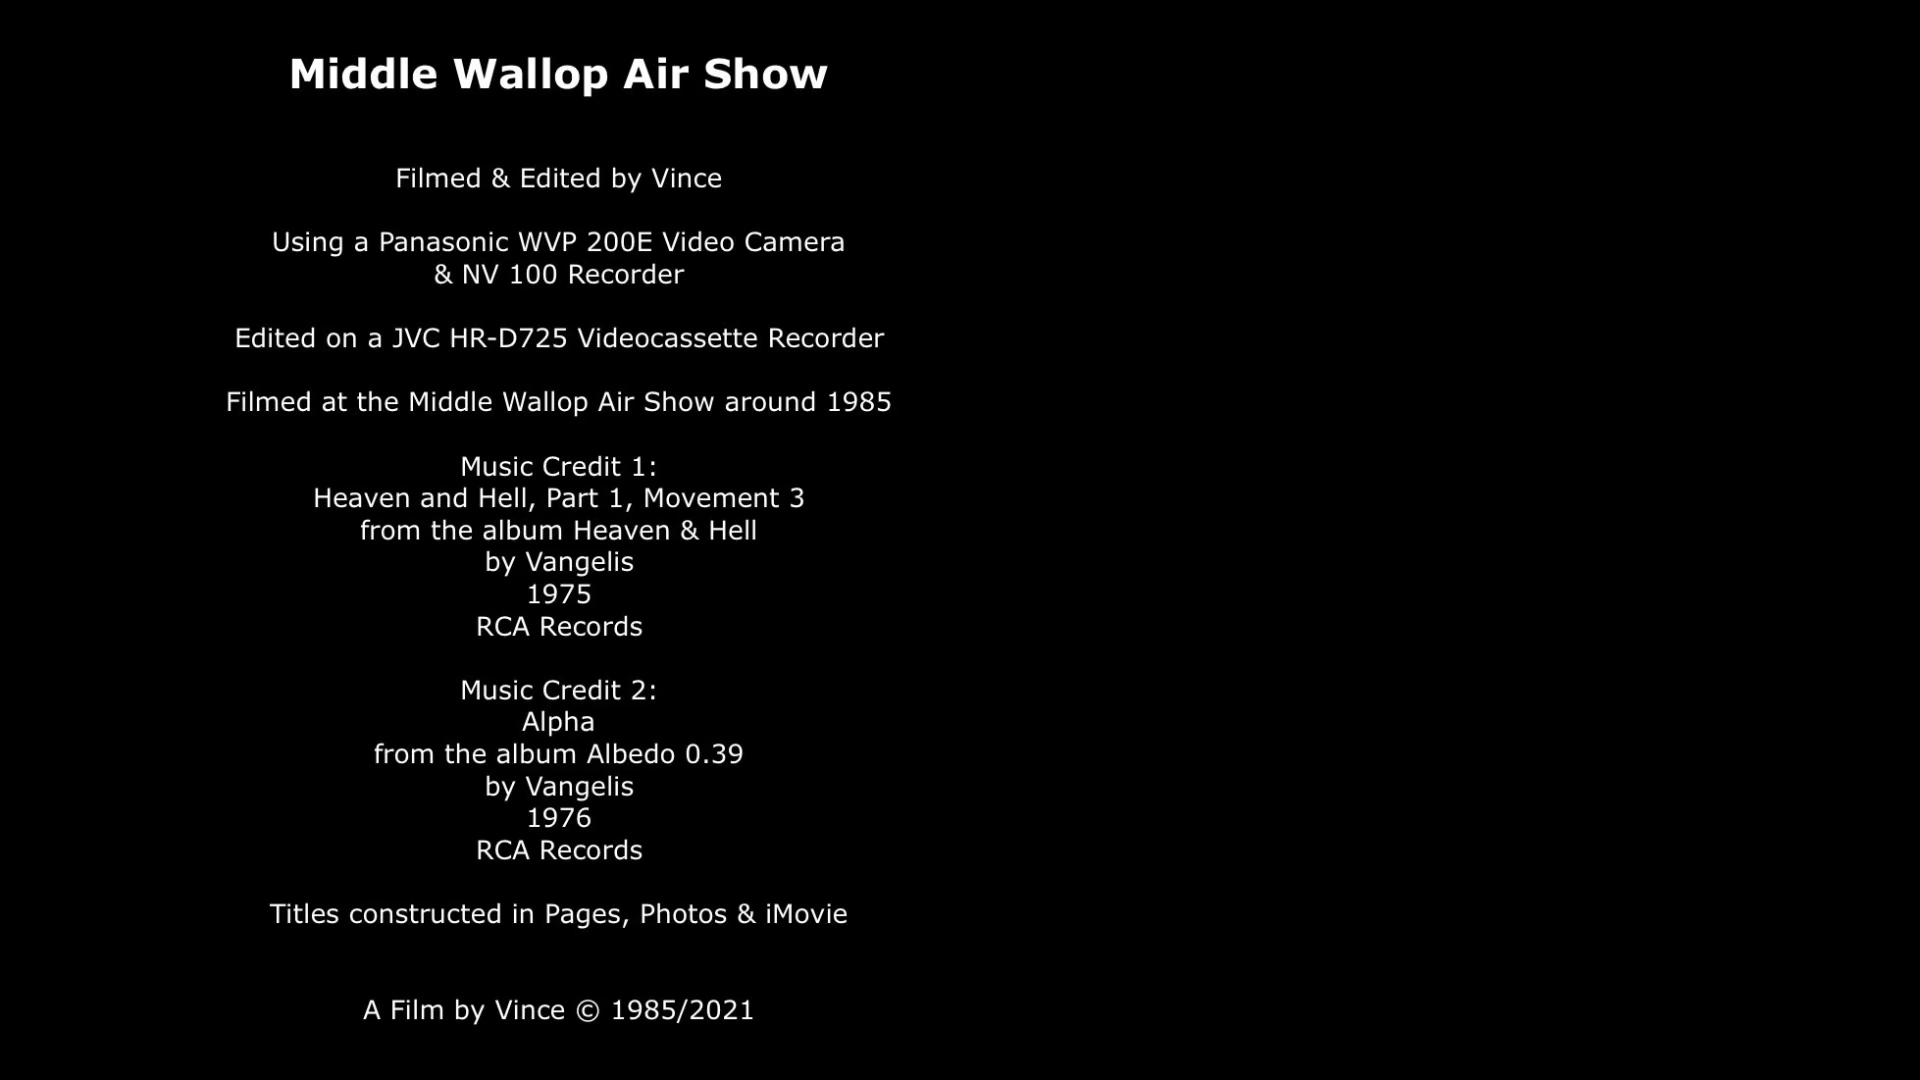 Middle Wallop Air Show
Filmed & Edited by Vince
Using a Panasonic WVP 200E Video Camera
& NV 100 Recorder
Edited on a JVC HR-D725 Videocassette Recorder
Filmed at the Middle Wallop Air Show around 1985
Music Credit 1:
Heaven and Hell, Part 1, Movement 3
from the album Heaven & Hell
by Vangelis
1975
RCA Records
Music Credit 2:
Alpha
from the album Albedo 0.39
by Vangelis
1976
RCA Records
Titles constructed in Pages, Photos & iMovie
A Film by Vince © 1985/2021